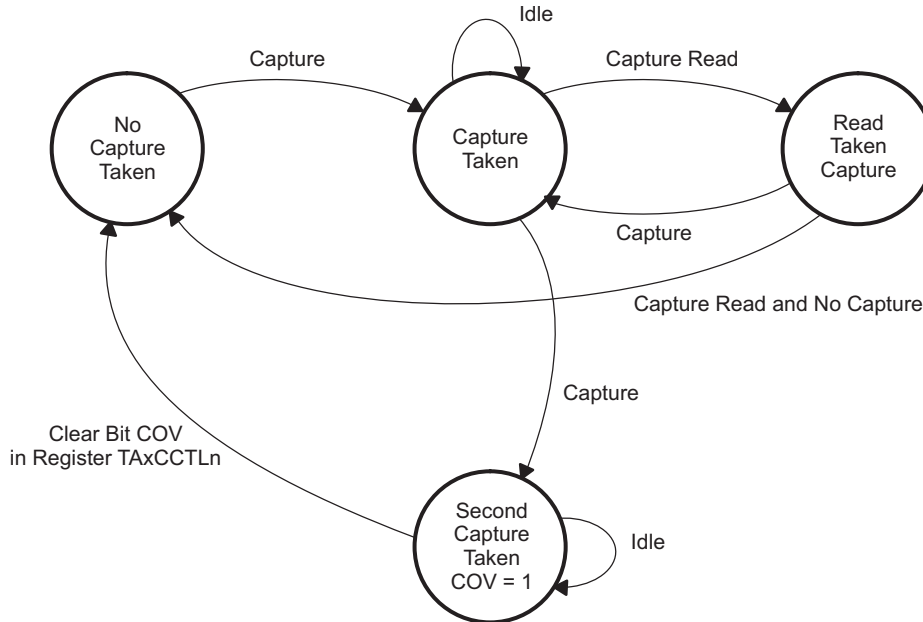 Idle
Capture
Capture Read
No
Capture
Taken
Capture
Taken
Read
Taken
Capture
Capture
Capture Read and No Capture
Capture
Clear Bit COV
in Register TAxCCTLn
Second
Capture
Taken
COV = 1
Idle